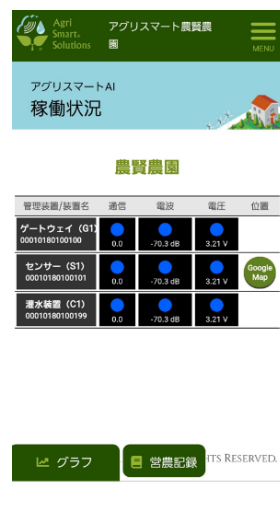 Agri
Smart.
Solutions
アグリスマート農賢農
園
MENU
アグリスマートAI
稼働状況
農賢農園
管理装置/装置名 通信 電波 電圧 位置
ゲートウェイ（G1)
00010180100100
0.0 -70.3 dB 3.21 V
センサー（S1）
00010180100101
0.0 -70.3 dB 3.21 V
Google
Map
灌水装置（C1）
00010180100199
0.0 -70.3 dB 3.21 V
グラフ
営農記録
HTS RESERVED.